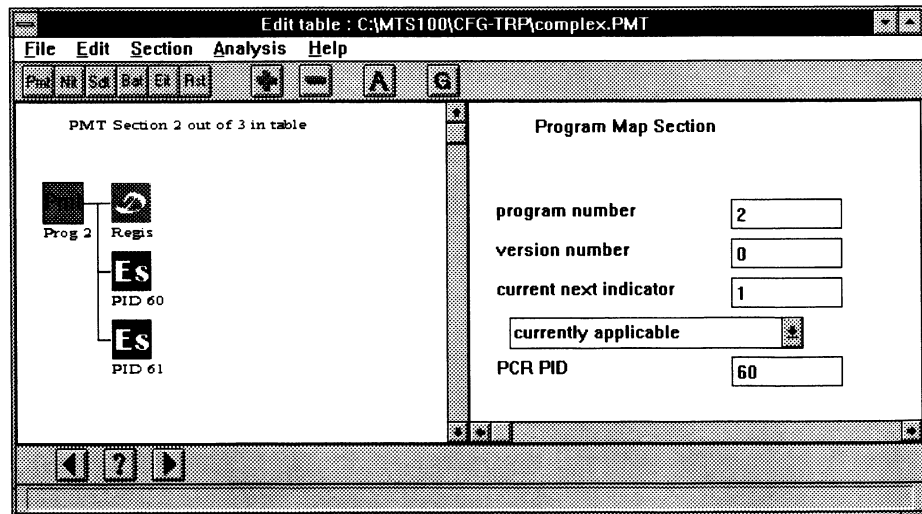 Edit table : C:\MTS100\CFG-TRP\complex.PMT
File Edit Section Analysis Help
Pmt Nit Sdt Bat Eit Rst A G
PMT Section 2 out of 3 in table
Pmt
Prog 2
Regis
Es
PID 60
Es
PID 61
Program Map Section
program number 2
version number 0
current next indicator 1
currently applicable
PCR PID 60
?